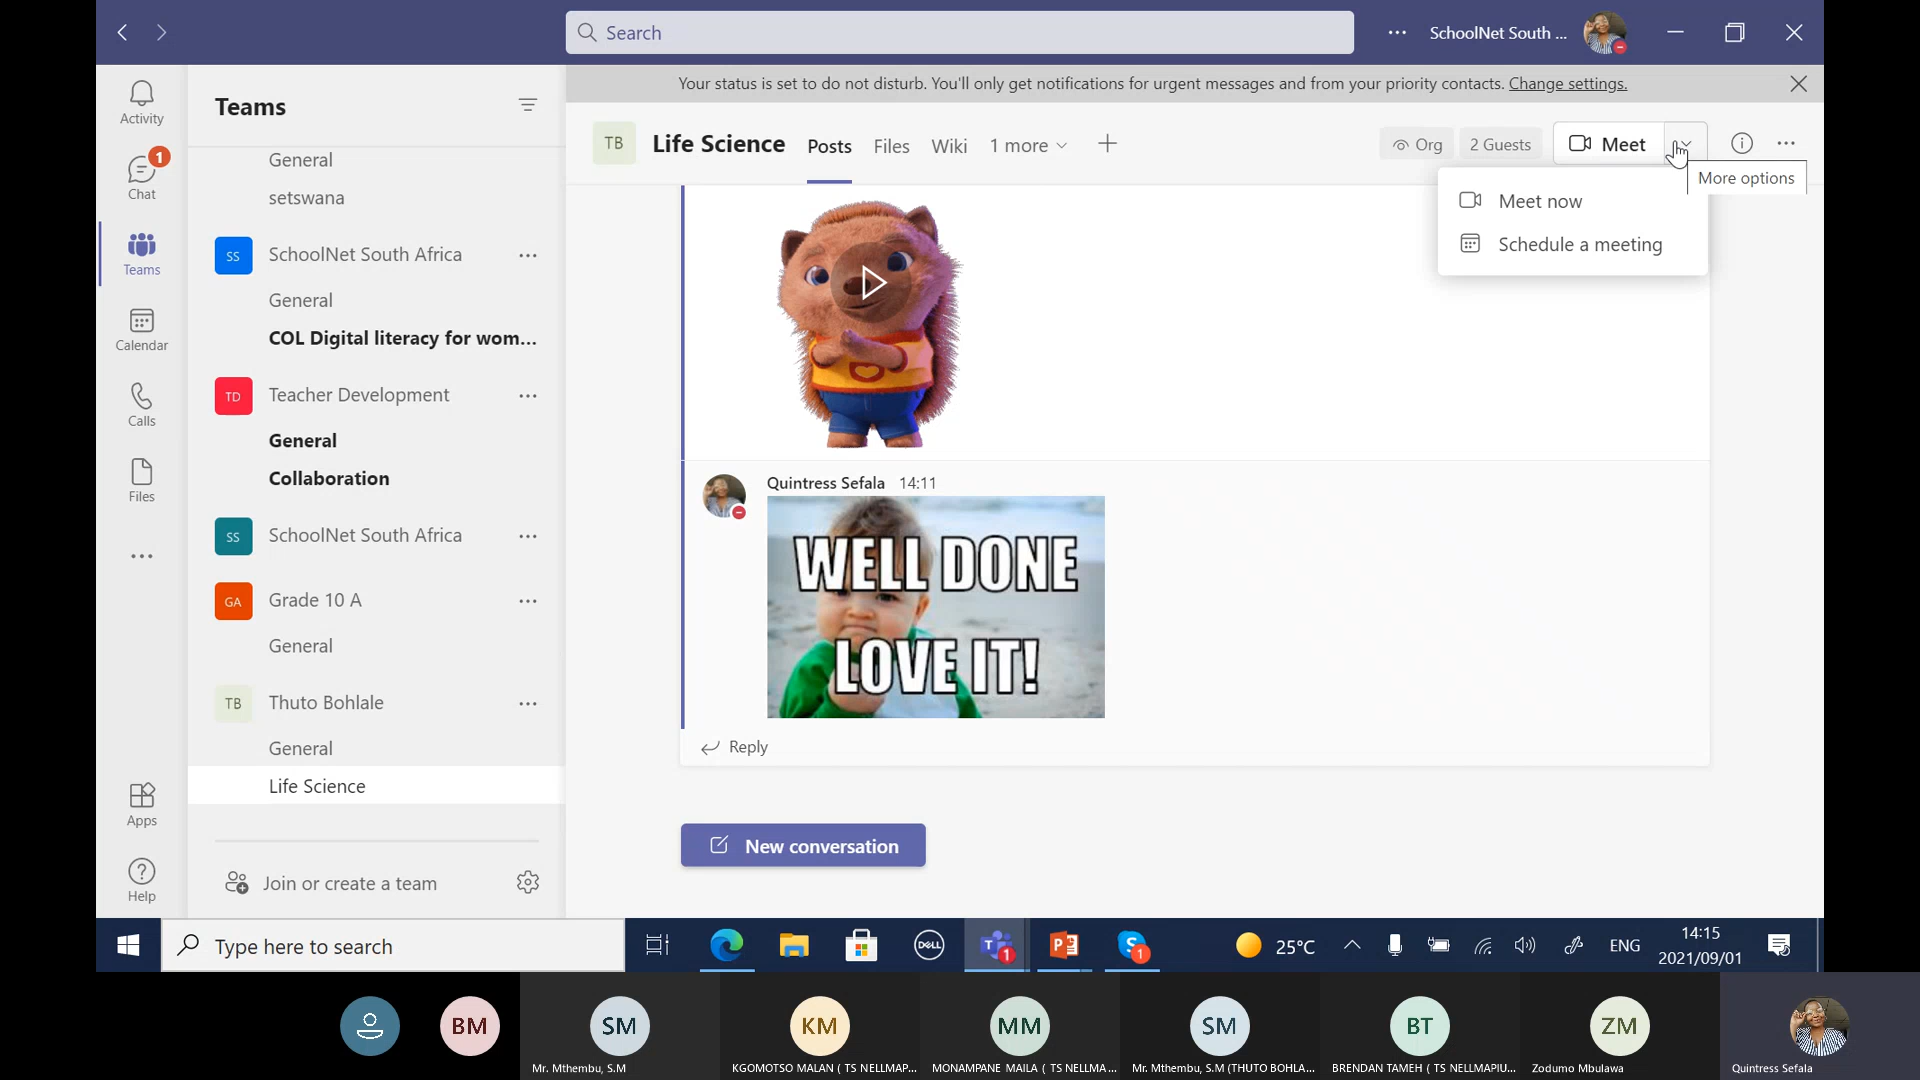 Search
SchoolNet South ...
Your status is set to do not disturb. You'll only get notifications for urgent messages and from your priority contacts. Change settings.
Activity
1
Chat
Teams
Calendar
Calls
Files
Apps
Help
Teams
General
setswana
SS SchoolNet South Africa
General
COL Digital literacy for wom...
TD Teacher Development
General
Collaboration
SS SchoolNet South Africa
GA Grade 10 A
General
TB Thuto Bohlale
General
Life Science
Join or create a team
TB Life Science Posts Files Wiki 1 more
Org 2 Guests Meet
More options
Meet now
Schedule a meeting
Quintress Sefala 14:11
WELL DONE
LOVE IT!
Reply
New conversation
Type here to search
DELL
T 1
P
S 1
25°C
ENG
14:15
2021/09/01
BM
SM
KM
MM
SM
BT
ZM
Mr. Mthembu, S.M
KGOMOTSO MALAN ( TS NELLMAP...
MONAMPANE MAILA ( TS NELLMA...
Mr. Mthembu, S.M (THUTO BOHLA...
BRENDAN TAMEH ( TS NELLMAPIU...
Zodumo Mbulawa
Quintress Sefala